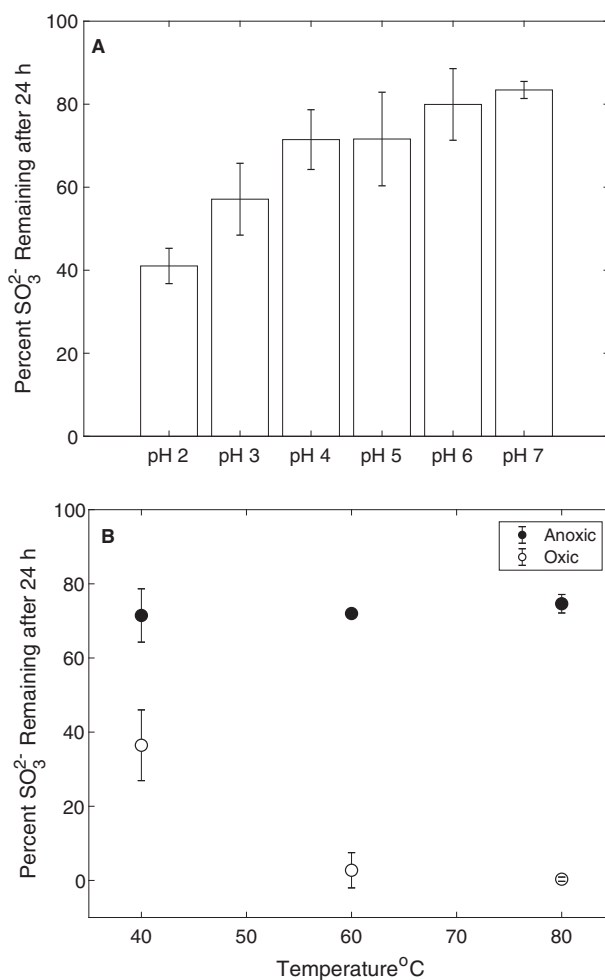 A
Percent SO₃²⁻ Remaining after 24 h
100
80
60
40
20
0
pH 2 pH 3 pH 4 pH 5 pH 6 pH 7
B
Anoxic
Oxic
Percent SO₃²⁻ Remaining after 24 h
100
80
60
40
20
0
40 50 60 70 80
Temperature°C